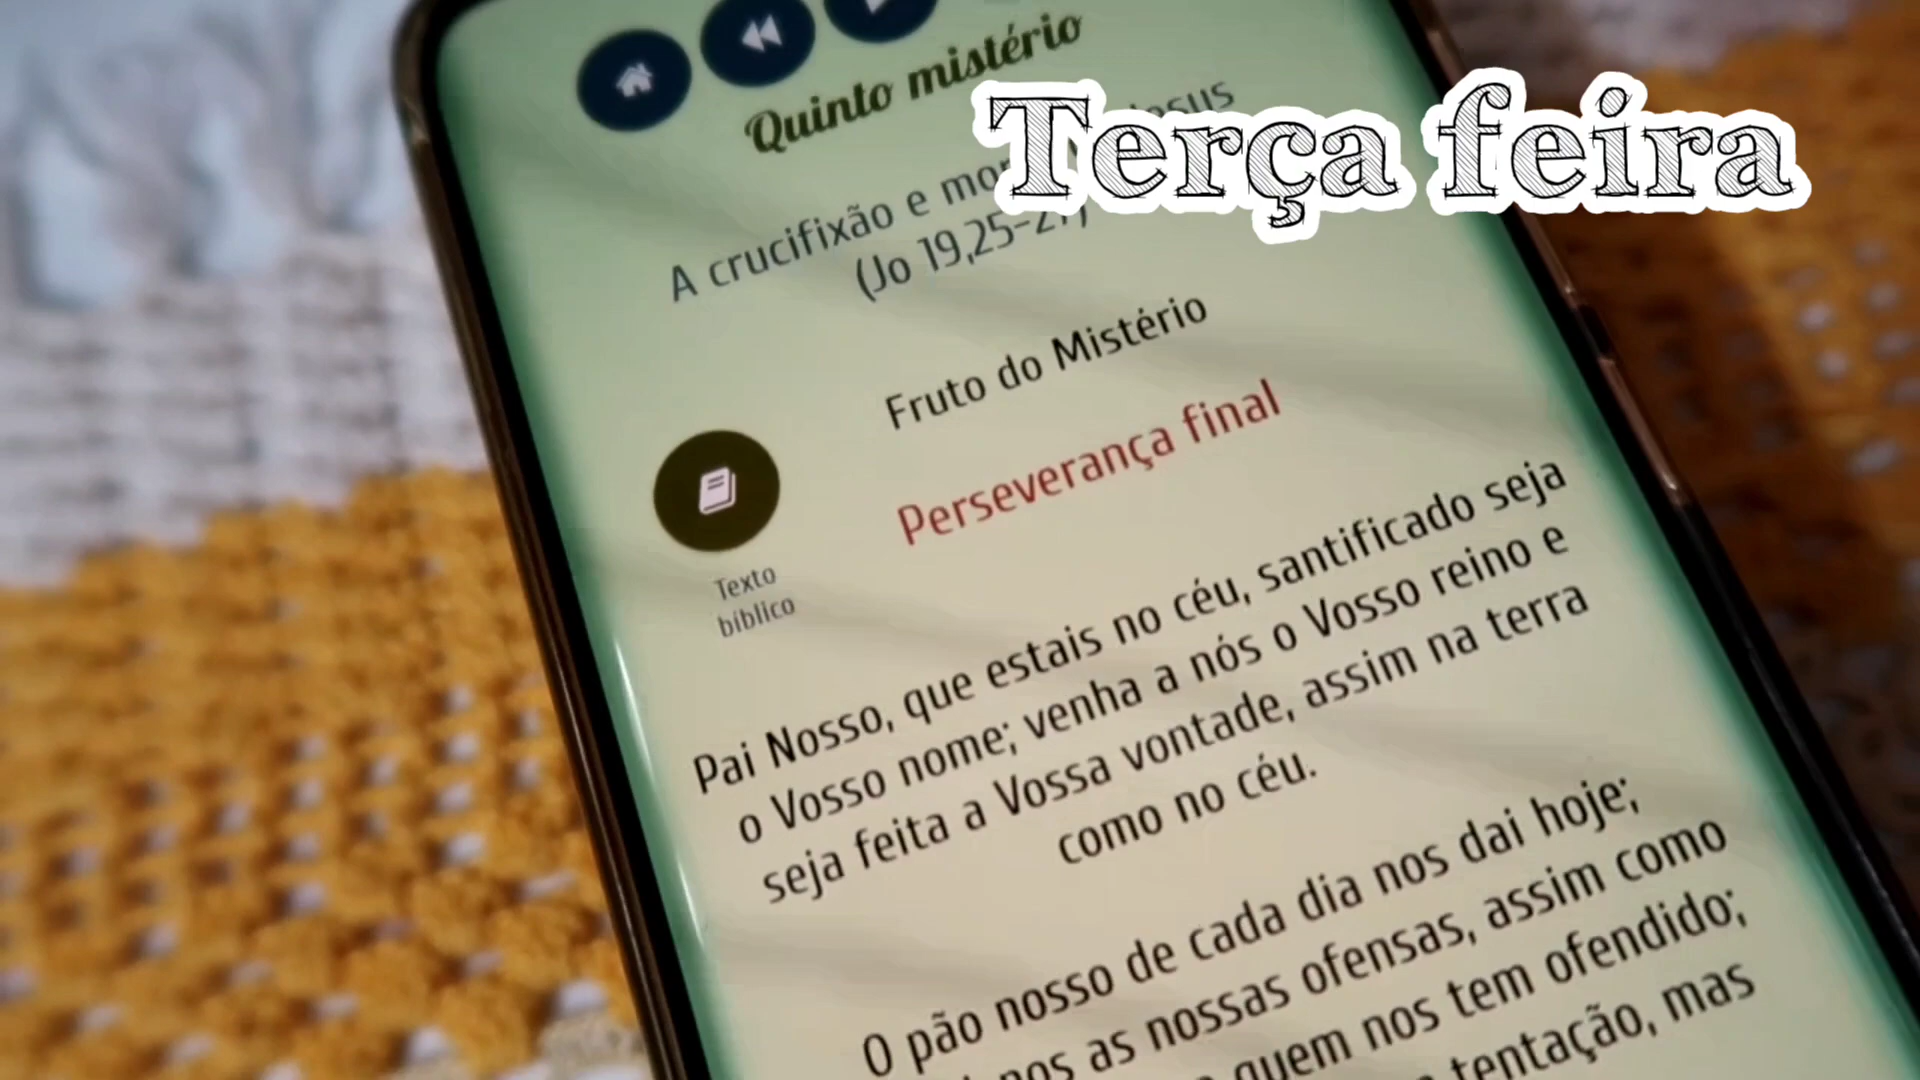 Quinto mistério
Terça feira
A crucifixão e Jesus
(Jo 19,25-27)
Fruto do Mistério
Perseverança final
Texto
bíblico
Pai Nosso, que estais no céu, santificado seja
o Vosso nome; venha a nós o Vosso reino e
seja feita a Vossa vontade, assim na terra
como no céu.
O pão nosso de cada dia nos dai hoje;
as nossas ofensas, assim como
quem nos tem ofendido;
tentação, mas